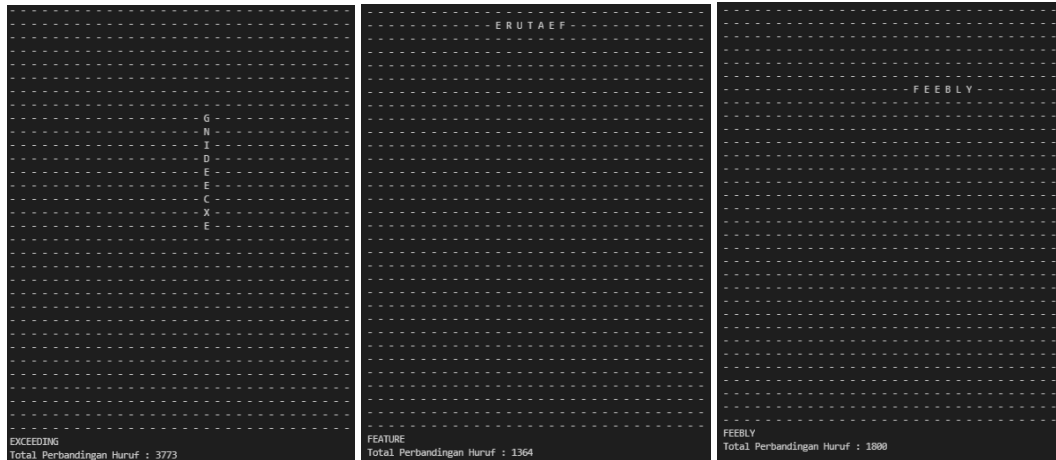 G
N
I
D
E
E
C
X
E
EXCEEDING
Total Perbandingan Huruf : 3773
E R U T A E F
FEATURE
Total Perbandingan Huruf : 1364
F E E B L Y
FEEBLY
Total Perbandingan Huruf : 1800